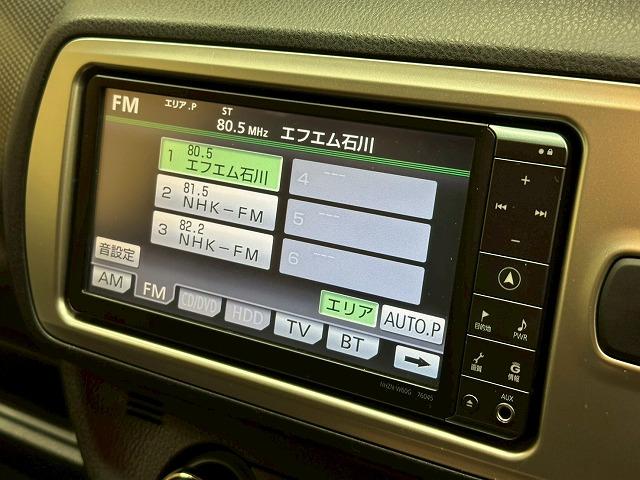 FM エリア.P ST
80.5 MHz エフエム石川
1 80.5 エフエム石川
2 81.5 NHK-FM
3 82.2 NHK-FM
4 ---
5 ---
6 ---
音設定
エリア AUTO.P
AM FM CD/DVD HDD TV BT
NHZN-W60G 76045
+
-
目的地 PWR
画質 G 情報
AUX